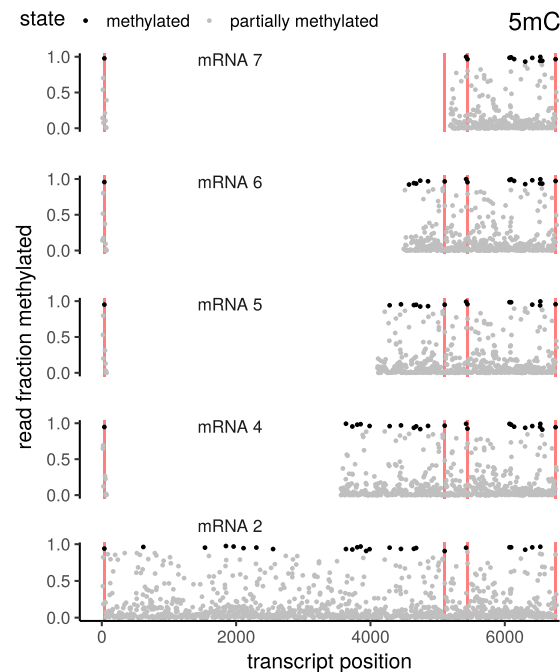 state methylated partially methylated 5mC
mRNA 7
1.0
0.5
0.0
mRNA 6
1.0
0.5
0.0
mRNA 5
1.0
0.5
0.0
mRNA 4
1.0
0.5
0.0
mRNA 2
1.0
0.5
0.0
read fraction methylated
0 2000 4000 6000
transcript position